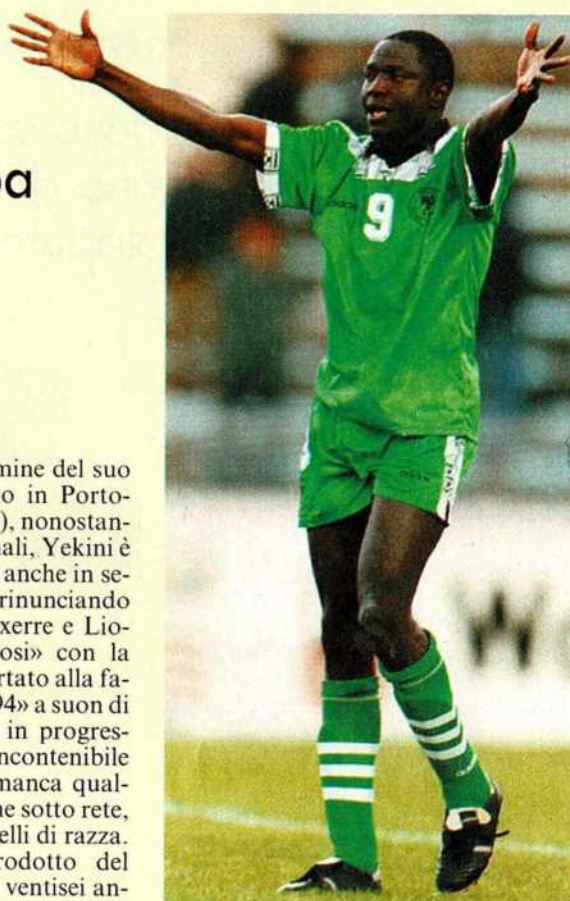 a
mine del suo
o in Porto-
), nonostan-
nali, Yekini è
anche in se-
rinunciando
xerre e Lio-
osi» con la
rtato alla fa-
94» a suon di
in progres-
ncontenibile
manca qual-
ne sotto rete,
elli di razza.
rodotto del
ventisei an-
adidas
9
W